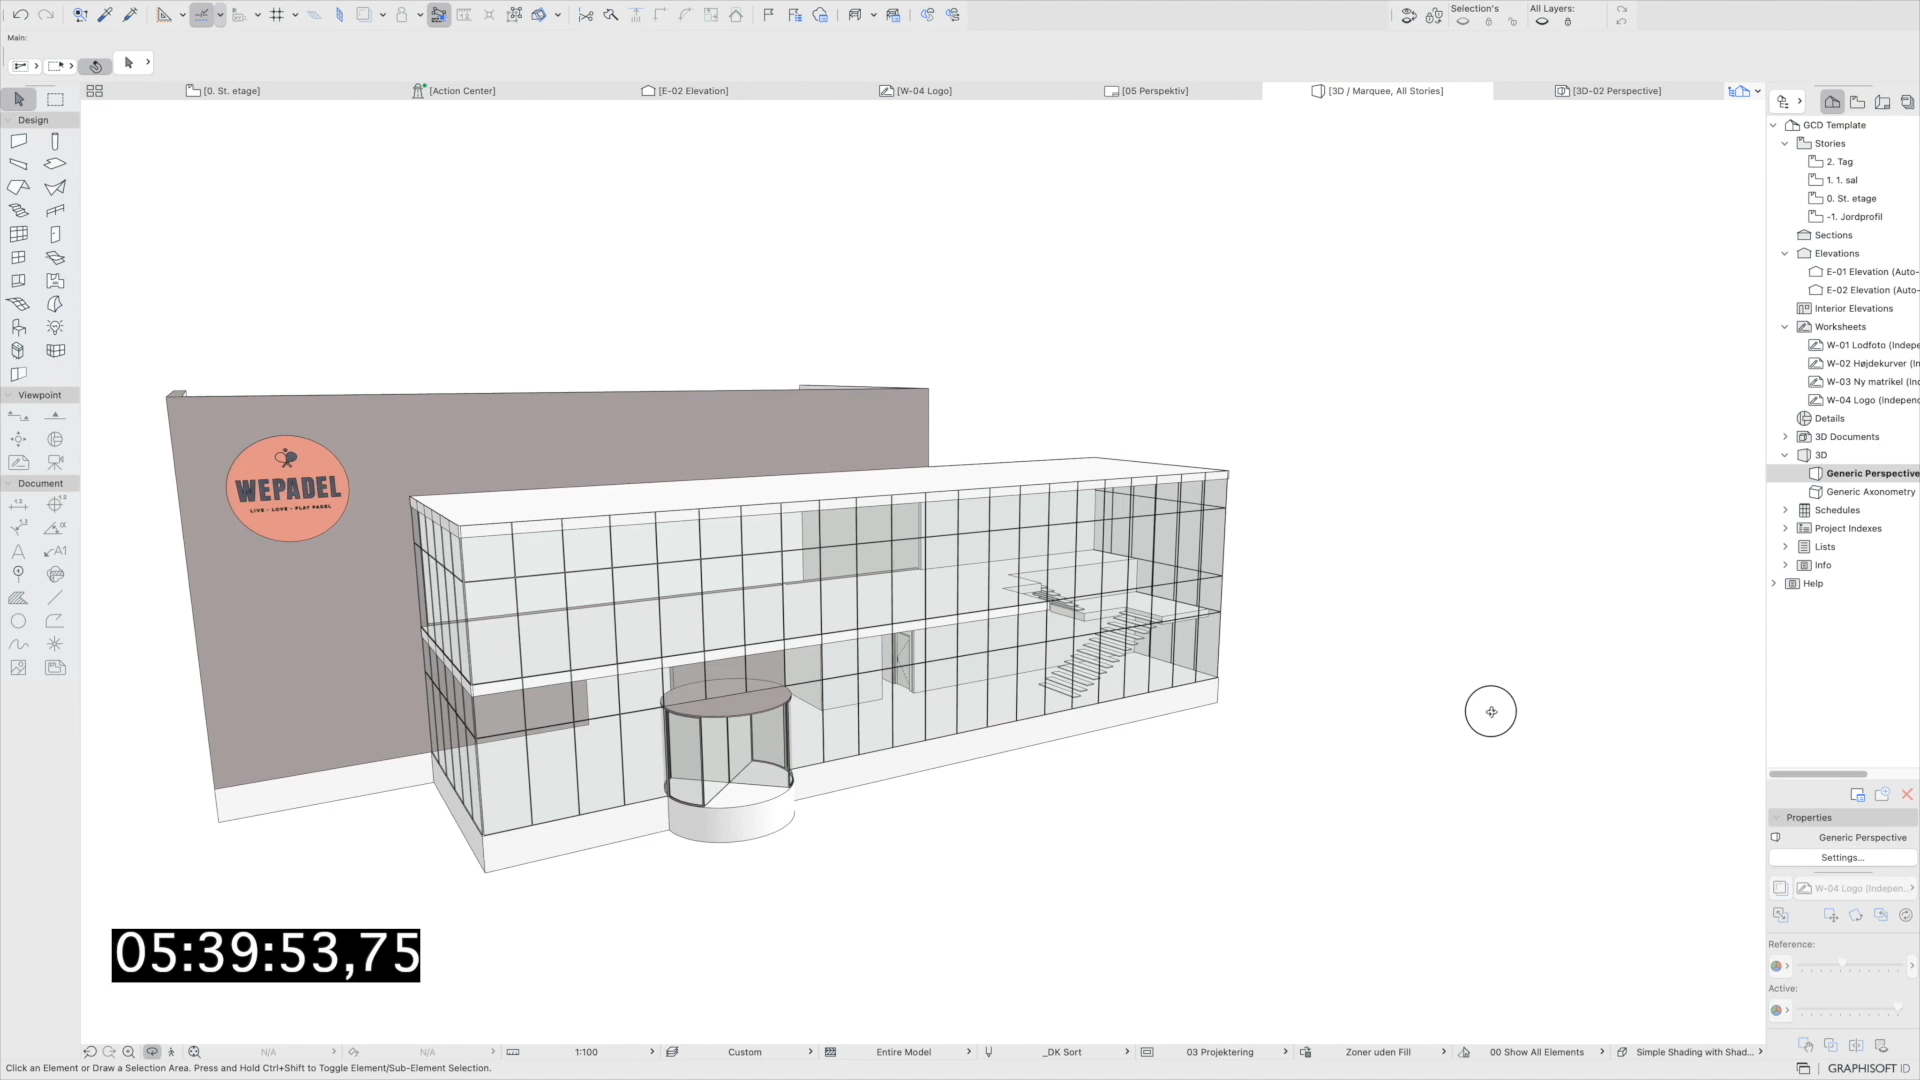 Selection's
All Layers:
Main:
[0. St. etage]
[Action Center]
[E-02 Elevation]
[W-04 Logo]
[05 Perspektiv]
[3D / Marquee, All Stories]
[3D-02 Perspective]
Design
Viewpoint
Document
A
A1
GCD Template
Stories
2. Tag
1. 1. sal
0. St. etage
-1. Jordprofil
Sections
Elevations
E-01 Elevation (Auto-
E-02 Elevation (Auto-
Interior Elevations
Worksheets
W-01 Lodfoto (Indepe
W-02 Højdekurver (In
W-03 Ny matrikel (Ind
W-04 Logo (Independ
Details
3D Documents
3D
Generic Perspective
Generic Axonometry
Schedules
Project Indexes
Lists
Info
Help
WEPADEL
LIVE - LOVE - PLAY PADEL
05:39:53,75
Properties
Generic Perspective
Settings...
W-04 Logo (Indepen...
Reference:
Active:
N/A
N/A
1:100
Custom
Entire Model
_DK Sort
03 Projektering
Zoner uden Fill
00 Show All Elements
Simple Shading with Shad...
Click an Element or Draw a Selection Area. Press and Hold Ctrl+Shift to Toggle Element/Sub-Element Selection.
GRAPHISOFT ID